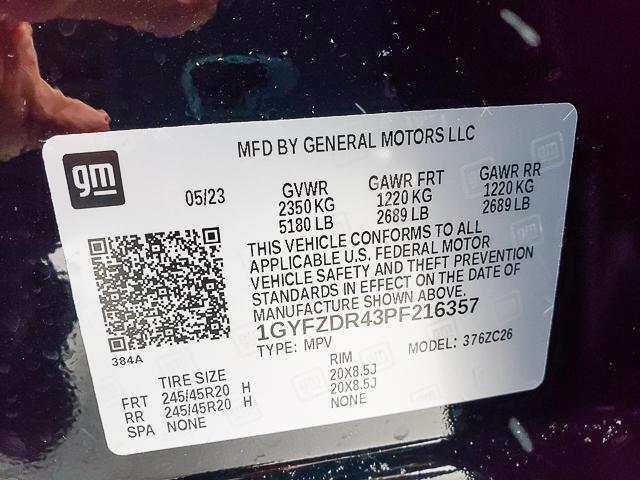 MFD BY GENERAL MOTORS LLC
gm
05/23
GVWR
2350 KG
5180 LB
GAWR FRT
1220 KG
2689 LB
GAWR RR
1220 KG
2689 LB
THIS VEHICLE CONFORMS TO ALL
APPLICABLE U.S. FEDERAL MOTOR
VEHICLE SAFETY AND THEFT PREVENTION
STANDARDS IN EFFECT ON THE DATE OF
MANUFACTURE SHOWN ABOVE.
1GYFZDR43PF216357
TYPE: MPV MODEL: 376ZC26
384A
TIRE SIZE RIM
FRT 245/45R20 H 20X8.5J
RR 245/45R20 H 20X8.5J
SPA NONE NONE